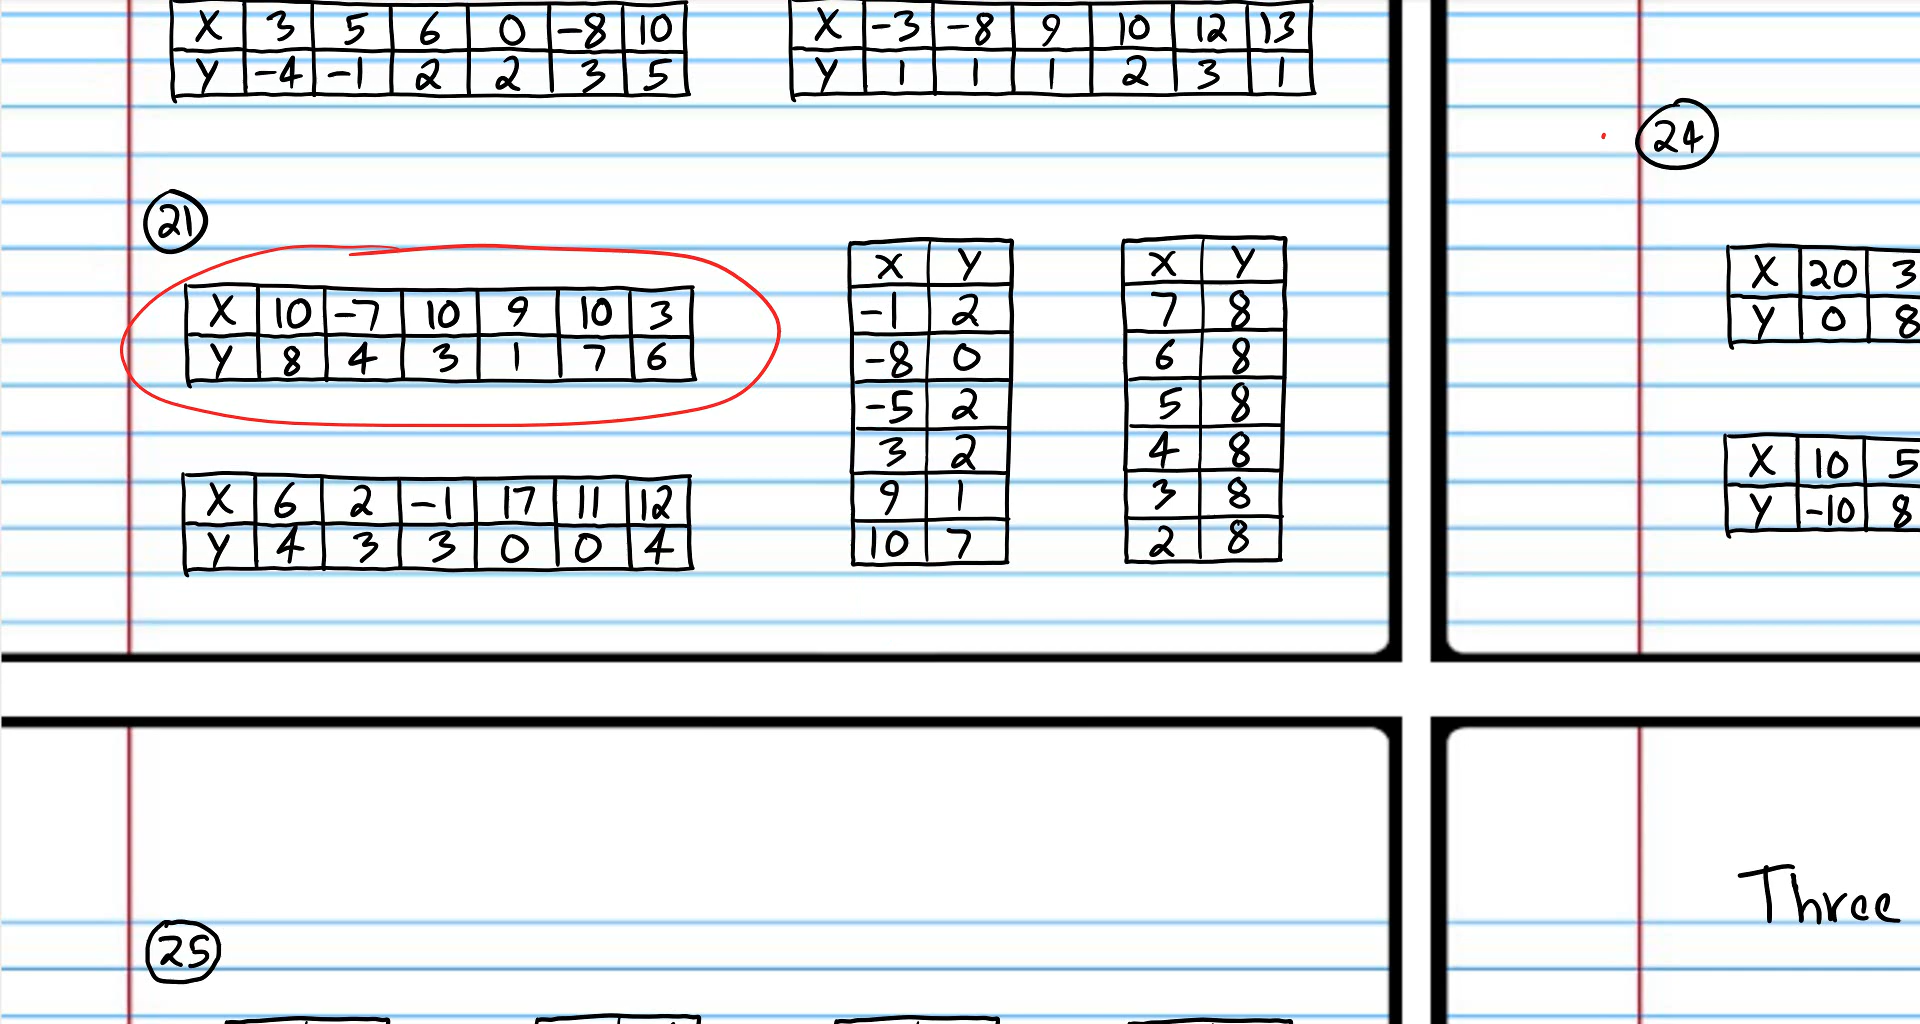 X 3 5 6 0 -8 10
Y -4 -1 2 2 3 5
X -3 -8 9 10 12 13
Y 1 1 1 2 3 1
21
X 10 -7 10 9 10 3
Y 8 4 3 1 7 6
X 6 2 -1 17 11 12
Y 4 3 3 0 0 4
X Y
-1 2
-8 0
-5 2
3 2
9 1
10 7
X Y
7 8
6 8
5 8
4 8
3 8
2 8
24
X 20 3
Y 0 8
X 10 5
Y -10 8
25
Three